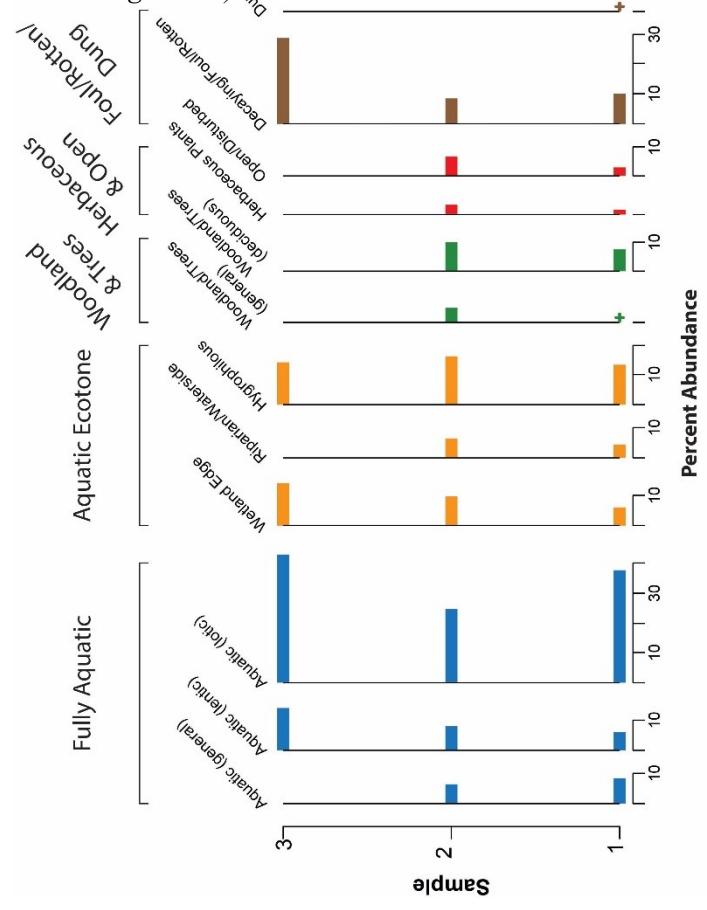 Fully Aquatic
Aquatic Ecotone
Woodland
& Trees
Herbaceous
& Open
Foul/Rotten/
Dung
Aquatic (general)
Aquatic (lentic)
Aquatic (lotic)
Wetland Edge
Riparian/Waterside
Hygrophilous
Woodland/Trees
(general)
Woodland/Trees
(deciduous)
Herbaceous Plants
Open/Disturbed
Decaying/Foul/Rotten
Sample
3
2
1
10
10
10 30
10
10
10
10
10
10 30
Percent Abundance